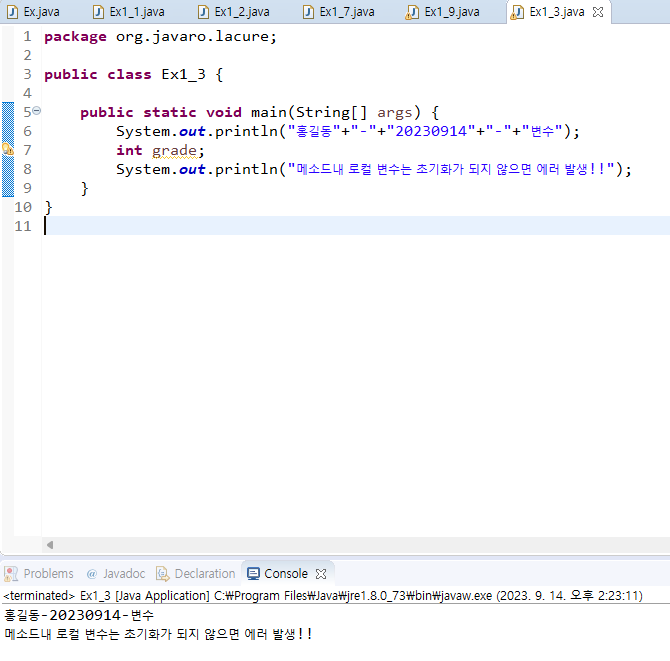 Ex.java Ex1_1.java Ex1_2.java Ex1_7.java Ex1_9.java Ex1_3.java
1 package org.javaro.lacure;
2
3 public class Ex1_3 {
4
5 public static void main(String[] args) {
6 System.out.println("홍길동"+"-"+"20230914"+"-"+"변수");
7 int grade;
8 System.out.println("메소드내 로컬 변수는 초기화가 되지 않으면 에러 발생!!");
9 }
10 }
11
Problems @ Javadoc Declaration Console
<terminated> Ex1_3 [Java Application] C:₩Program Files₩Java₩jre1.8.0_73₩bin₩javaw.exe (2023. 9. 14. 오후 2:23:11)
홍길동-20230914-변수
메소드내 로컬 변수는 초기화가 되지 않으면 에러 발생!!